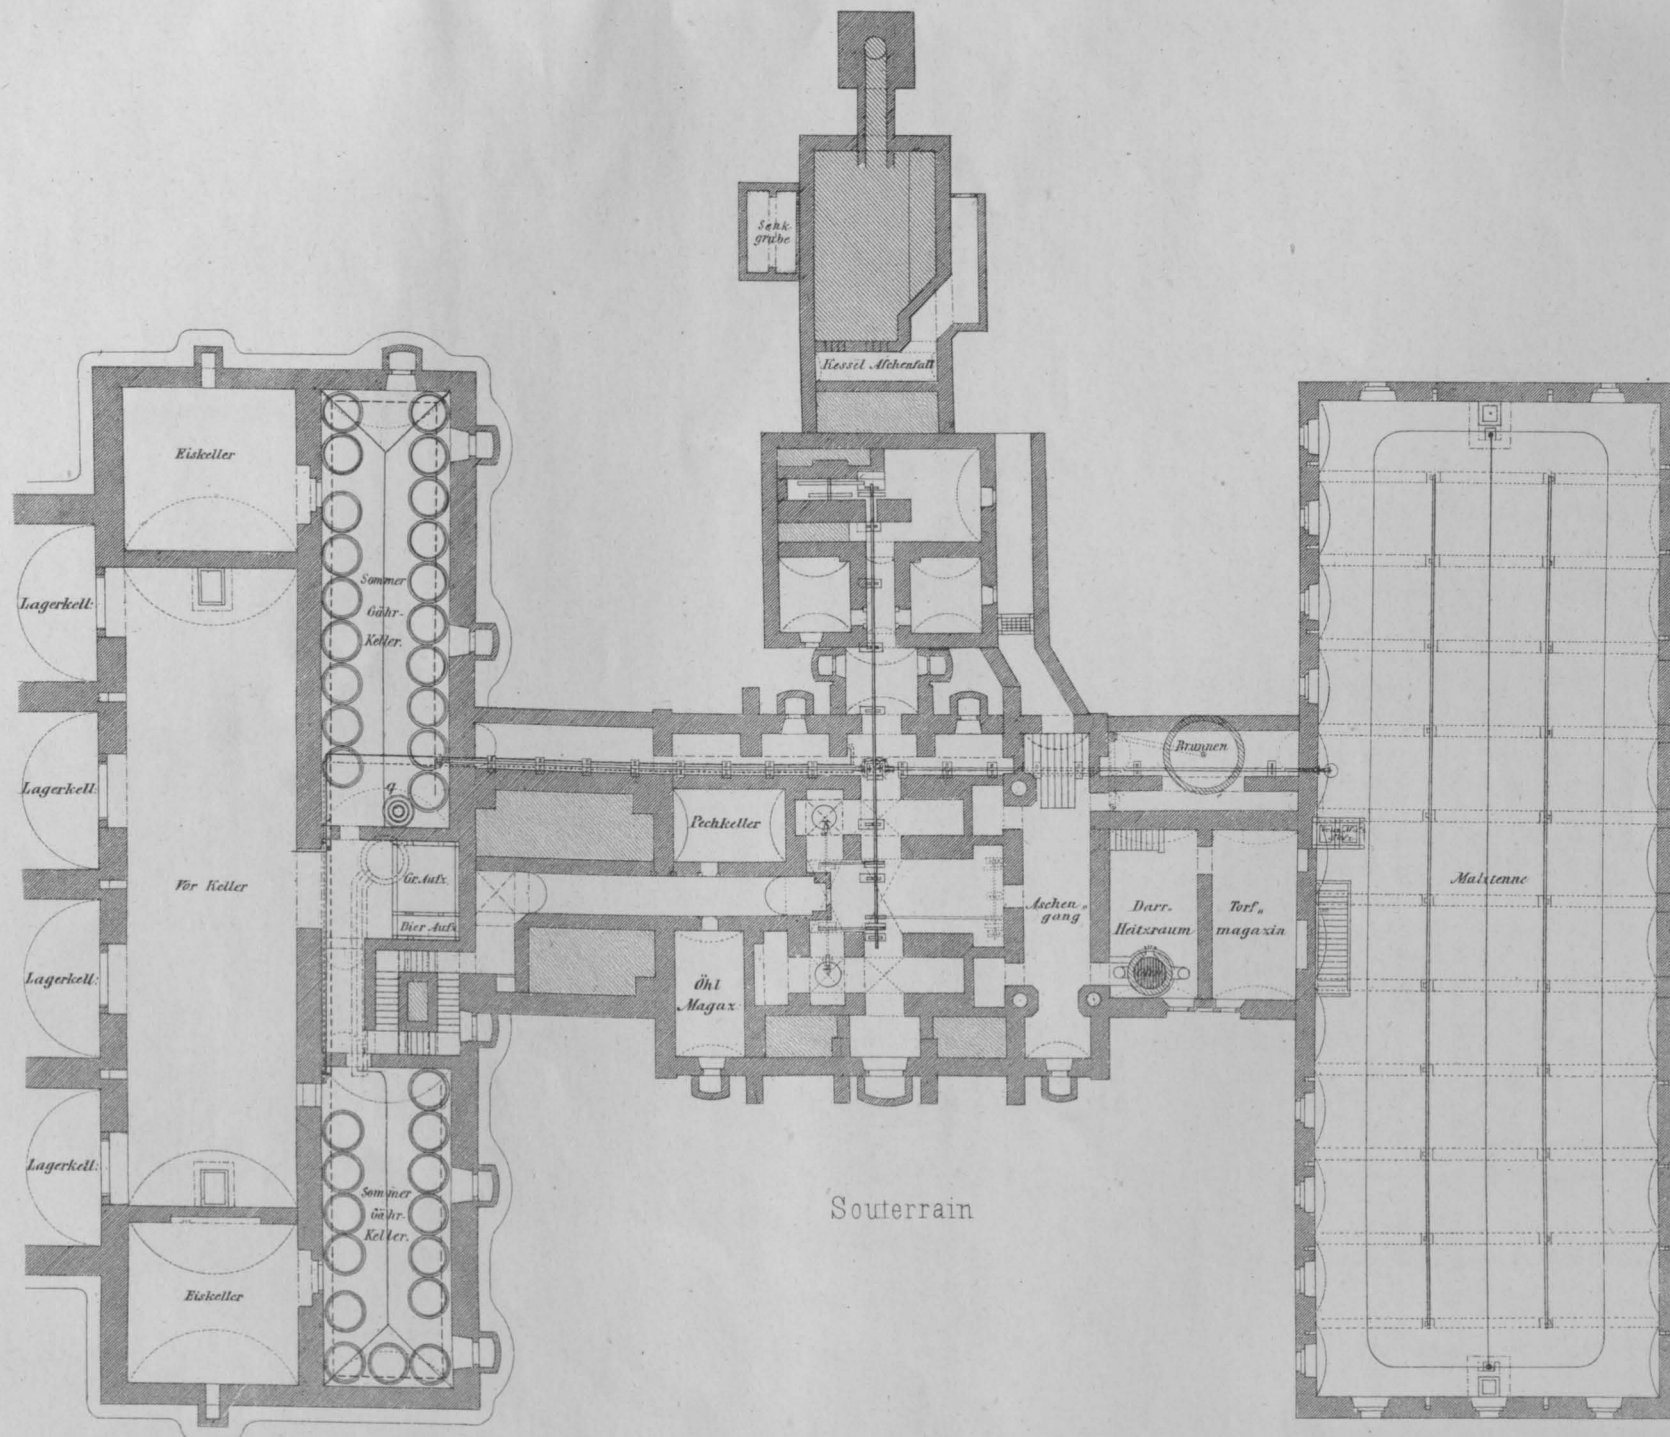 Senk-
grube
Kessel Aschenfall
Eiskeller
Lagerkell:
Sommer
Gähr-
Keller.
Brunnen
Lagerkell:
q
Pechkeller
Vor Keller
Gr. Aufz.
Bier Aufz
Aschen„
gang
Darr-
Heitzraum
Torf„
magazin
Malztenne
Lagerkell:
Öhl
Magax
Lagerkell:
Sommer
Gähr-
Keller.
Souterrain
Eiskeller